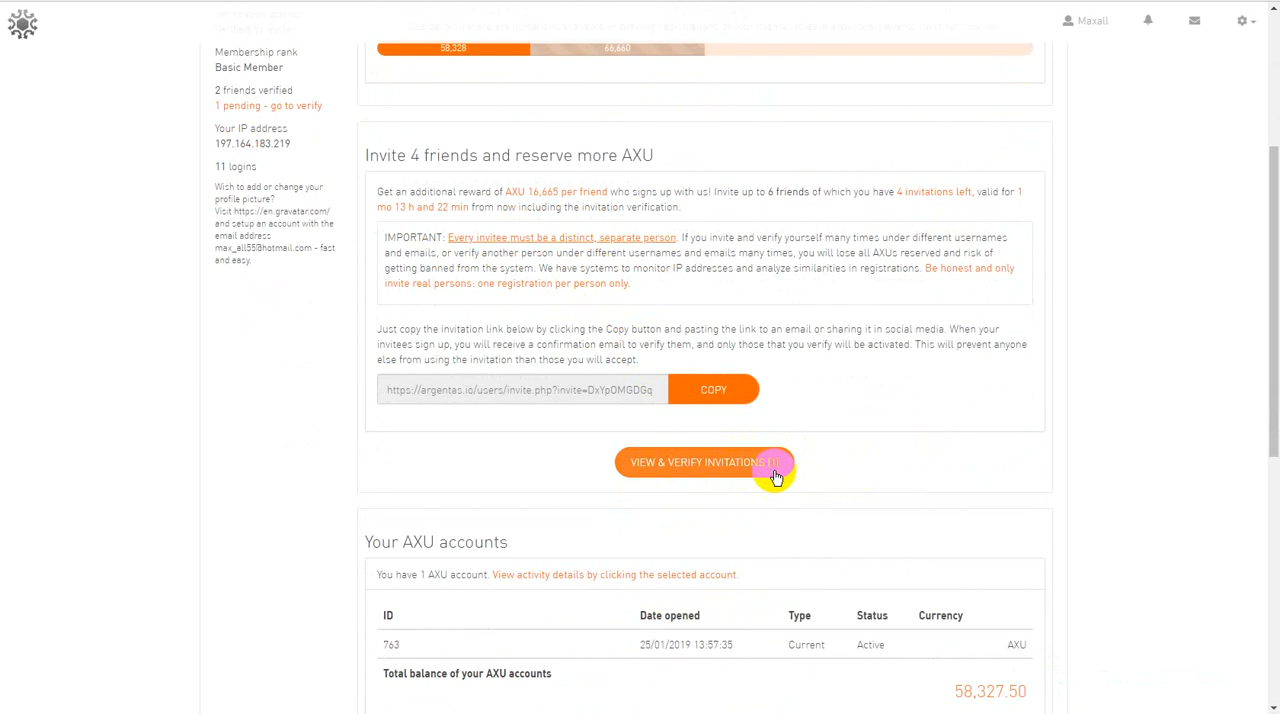 Maxall
Membership rank
Basic Member
2 friends verified
1 pending - go to verify
Your IP address
197.164.183.219
11 logins
Wish to add or change your
profile picture?
Visit https://en.gravatar.com/
and setup an account with the
email address
max_all55@hotmail.com - fast
and easy.
58,328
66,660
Invite 4 friends and reserve more AXU
Get an additional reward of AXU 16,665 per friend who signs up with us! Invite up to 6 friends of which you have 4 invitations left, valid for 1
mo 13 h and 22 min from now including the invitation verification.
IMPORTANT: Every invitee must be a distinct, separate person. If you invite and verify yourself many times under different usernames
and emails, or verify another person under different usernames and emails many times, you will lose all AXUs reserved and risk of
getting banned from the system. We have systems to monitor IP addresses and analyze similarities in registrations. Be honest and only
invite real persons: one registration per person only.
Just copy the invitation link below by clicking the Copy button and pasting the link to an email or sharing it in social media. When your
invitees sign up, you will receive a confirmation email to verify them, and only those that you verify will be activated. This will prevent anyone
else from using the invitation than those you will accept.
https://argentas.io/users/invite.php?invite=DxYpOMGDGq
COPY
VIEW & VERIFY INVITATIONS (1)
Your AXU accounts
You have 1 AXU account. View activity details by clicking the selected account.
ID Date opened Type Status Currency
763 25/01/2019 13:57:35 Current Active AXU
Total balance of your AXU accounts
58,327.50